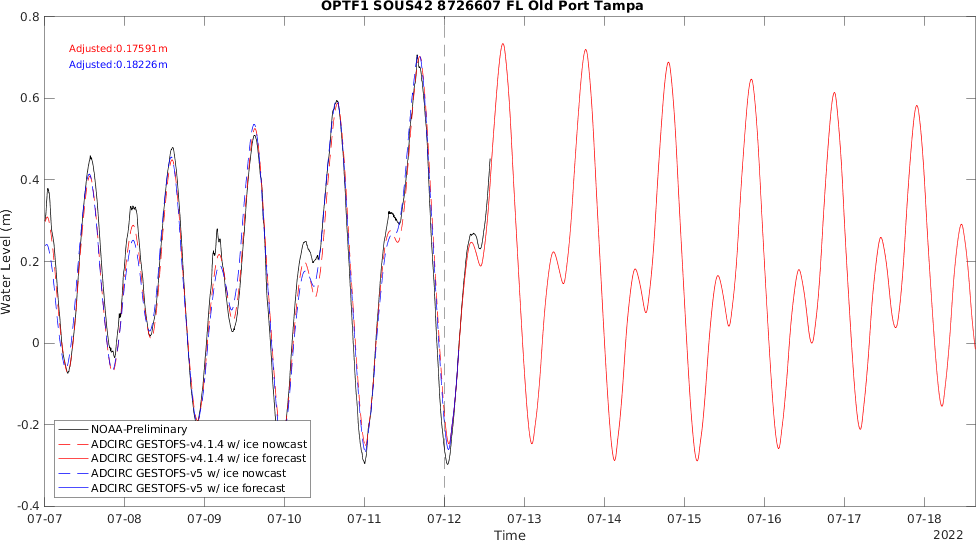 OPTF1 SOUS42 8726607 FL Old Port Tampa
0.8
Adjusted:0.17591m
Adjusted:0.18226m
0.6
0.4
0.2
0
-0.2
-0.4
Water Level (m)
NOAA-Preliminary
ADCIRC GESTOFS-v4.1.4 w/ ice nowcast
ADCIRC GESTOFS-v4.1.4 w/ ice forecast
ADCIRC GESTOFS-v5 w/ ice nowcast
ADCIRC GESTOFS-v5 w/ ice forecast
07-07 07-08 07-09 07-10 07-11 07-12 07-13 07-14 07-15 07-16 07-17 07-18
Time
2022